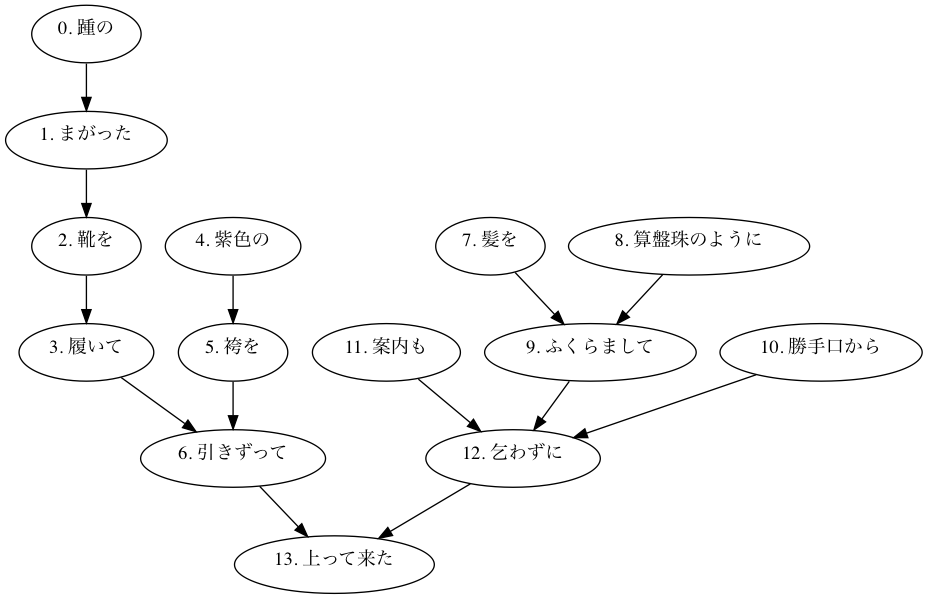 0. 踵の
1. まがった
2. 靴を
4. 紫色の
7. 髪を
8. 算盤珠のように
3. 履いて
5. 袴を
11. 案内も
9. ふくらまして
10. 勝手口から
6. 引きずって
12. 乞わずに
13. 上って来た